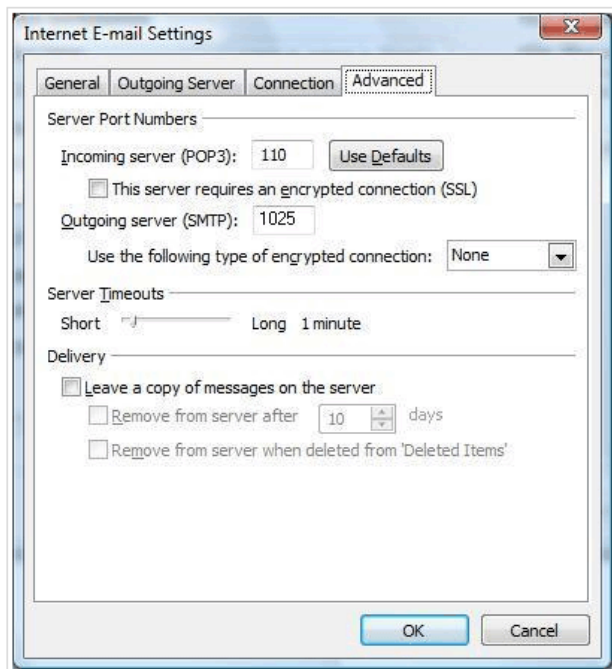 Internet E-mail Settings
X
General Outgoing Server Connection Advanced
Server Port Numbers
Incoming server (POP3): 110 Use Defaults
This server requires an encrypted connection (SSL)
Outgoing server (SMTP): 1025
Use the following type of encrypted connection: None
Server Timeouts
Short Long 1 minute
Delivery
Leave a copy of messages on the server
Remove from server after 10 days
Remove from server when deleted from 'Deleted Items'
OK Cancel